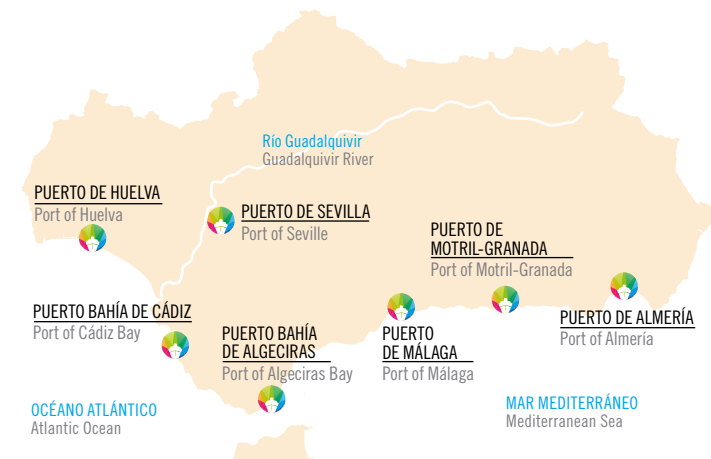 Río Guadalquivir
Guadalquivir River
PUERTO DE HUELVA
Port of Huelva
PUERTO DE SEVILLA
Port of Seville
PUERTO DE
MOTRIL-GRANADA
Port of Motril-Granada
PUERTO BAHÍA DE CÁDIZ
Port of Cádiz Bay
PUERTO BAHÍA
DE ALGECIRAS
Port of Algeciras Bay
PUERTO
DE MÁLAGA
Port of Málaga
PUERTO DE ALMERÍA
Port of Almería
OCÉANO ATLÁNTICO
Atlantic Ocean
MAR MEDITERRÁNEO
Mediterranean Sea